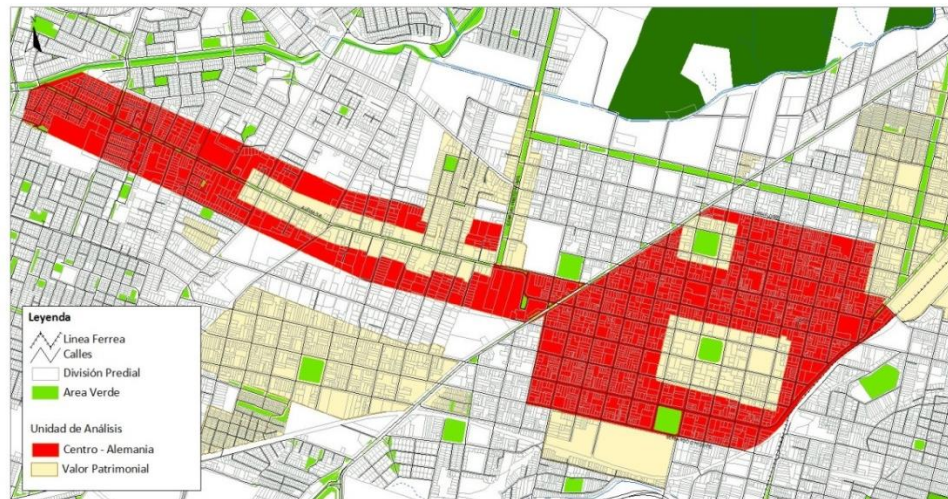 Leyenda
Linea Ferrea
Calles
División Predial
Area Verde
Unidad de Análisis
Centro - Alemania
Valor Patrimonial